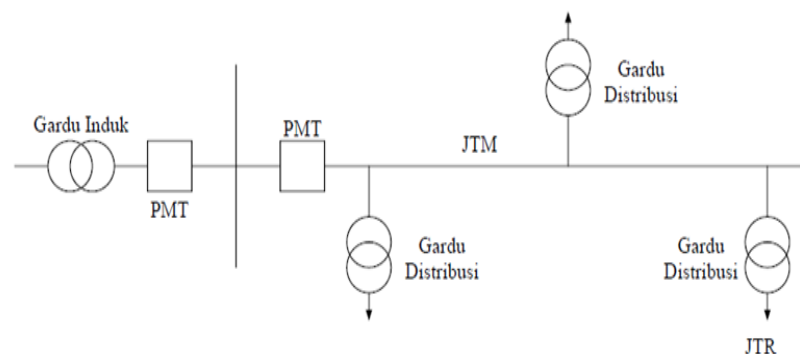 Gardu Induk
PMT
PMT
JTM
Gardu
Distribusi
Gardu
Distribusi
Gardu
Distribusi
JTR